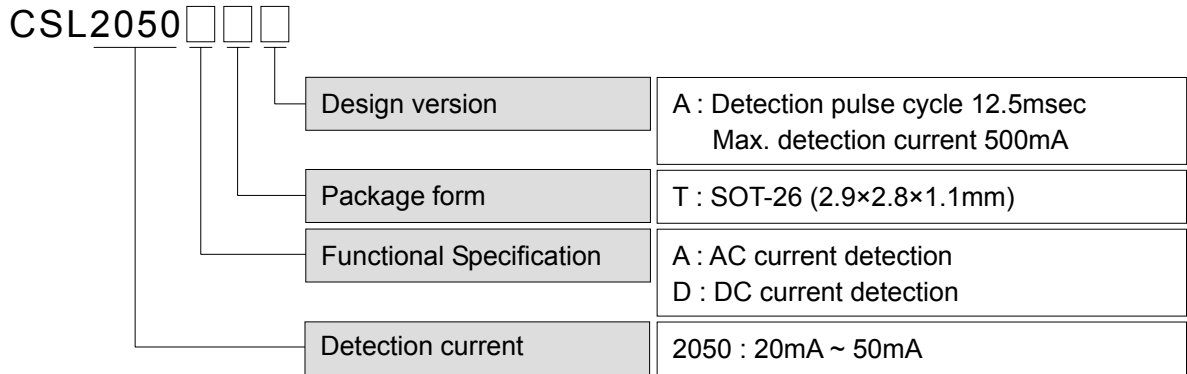 CSL2050□□□
Design version
A : Detection pulse cycle 12.5msec
Max. detection current 500mA
Package form
T : SOT-26 (2.9×2.8×1.1mm)
Functional Specification
A : AC current detection
D : DC current detection
Detection current
2050 : 20mA ~ 50mA